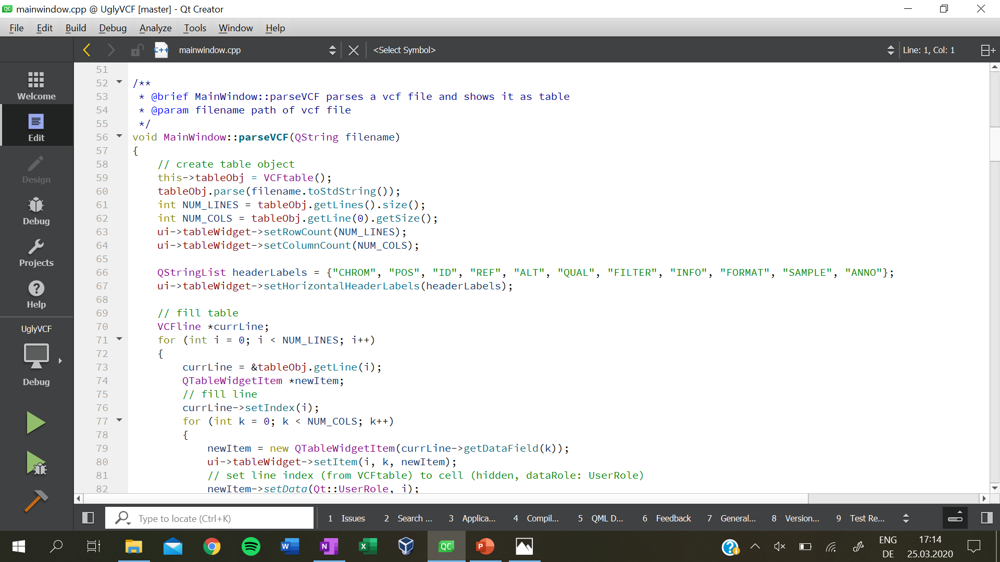 mainwindow.cpp @ UglyVCF [master] - Qt Creator
File Edit Build Debug Analyze Tools Window Help
mainwindow.cpp <Select Symbol> Line: 1, Col: 1
Welcome
Edit
Design
Debug
Projects
Help
UglyVCF
Debug
51
52 /**
53  * @brief MainWindow::parseVCF parses a vcf file and shows it as table
54  * @param filename path of vcf file
55  */
56 void MainWindow::parseVCF(QString filename)
57 {
58     // create table object
59     this->tableObj = VCFtable();
60     tableObj.parse(filename.toStdString());
61     int NUM_LINES = tableObj.getLines().size();
62     int NUM_COLS = tableObj.getLine(0).getSize();
63     ui->tableWidget->setRowCount(NUM_LINES);
64     ui->tableWidget->setColumnCount(NUM_COLS);
65
66     QStringList headerLabels = {"CHROM", "POS", "ID", "REF", "ALT", "QUAL", "FILTER", "INFO", "FORMAT", "SAMPLE", "ANNO"};
67     ui->tableWidget->setHorizontalHeaderLabels(headerLabels);
68
69     // fill table
70     VCFline *currLine;
71     for (int i = 0; i < NUM_LINES; i++)
72     {
73         currLine = &tableObj.getLine(i);
74         QTableWidgetItem *newItem;
75         // fill line
76         currLine->setIndex(i);
77         for (int k = 0; k < NUM_COLS; k++)
78         {
79             newItem = new QTableWidgetItem(currLine->getDataField(k));
80             ui->tableWidget->setItem(i, k, newItem);
81             // set line index (from VCFtable) to cell (hidden, dataRole: UserRole)
82             newItem->setData(Qt::UserRole, i);
Type to locate (Ctrl+K) 1 Issues 2 Search ... 3 Applica... 4 Compil... 5 QML D... 6 Feedback 7 General... 8 Version... 9 Test Re...
ENG 17:14
DE 25.03.2020